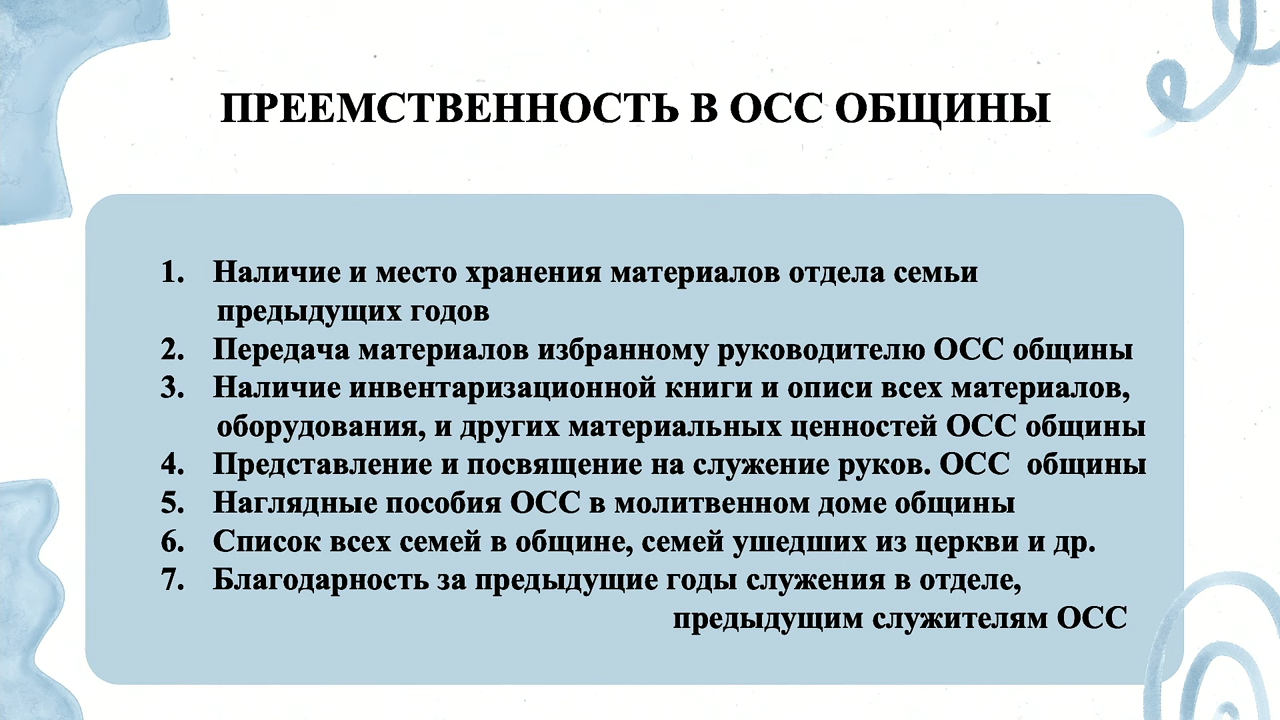 ПРЕЕМСТВЕННОСТЬ В ОСС ОБЩИНЫ
1. Наличие и место хранения материалов отдела семьи
предыдущих годов
2. Передача материалов избранному руководителю ОСС общины
3. Наличие инвентаризационной книги и описи всех материалов,
оборудования, и других материальных ценностей ОСС общины
4. Представление и посвящение на служение руков. ОСС общины
5. Наглядные пособия ОСС в молитвенном доме общины
6. Список всех семей в общине, семей ушедших из церкви и др.
7. Благодарность за предыдущие годы служения в отделе,
предыдущим служителям ОСС